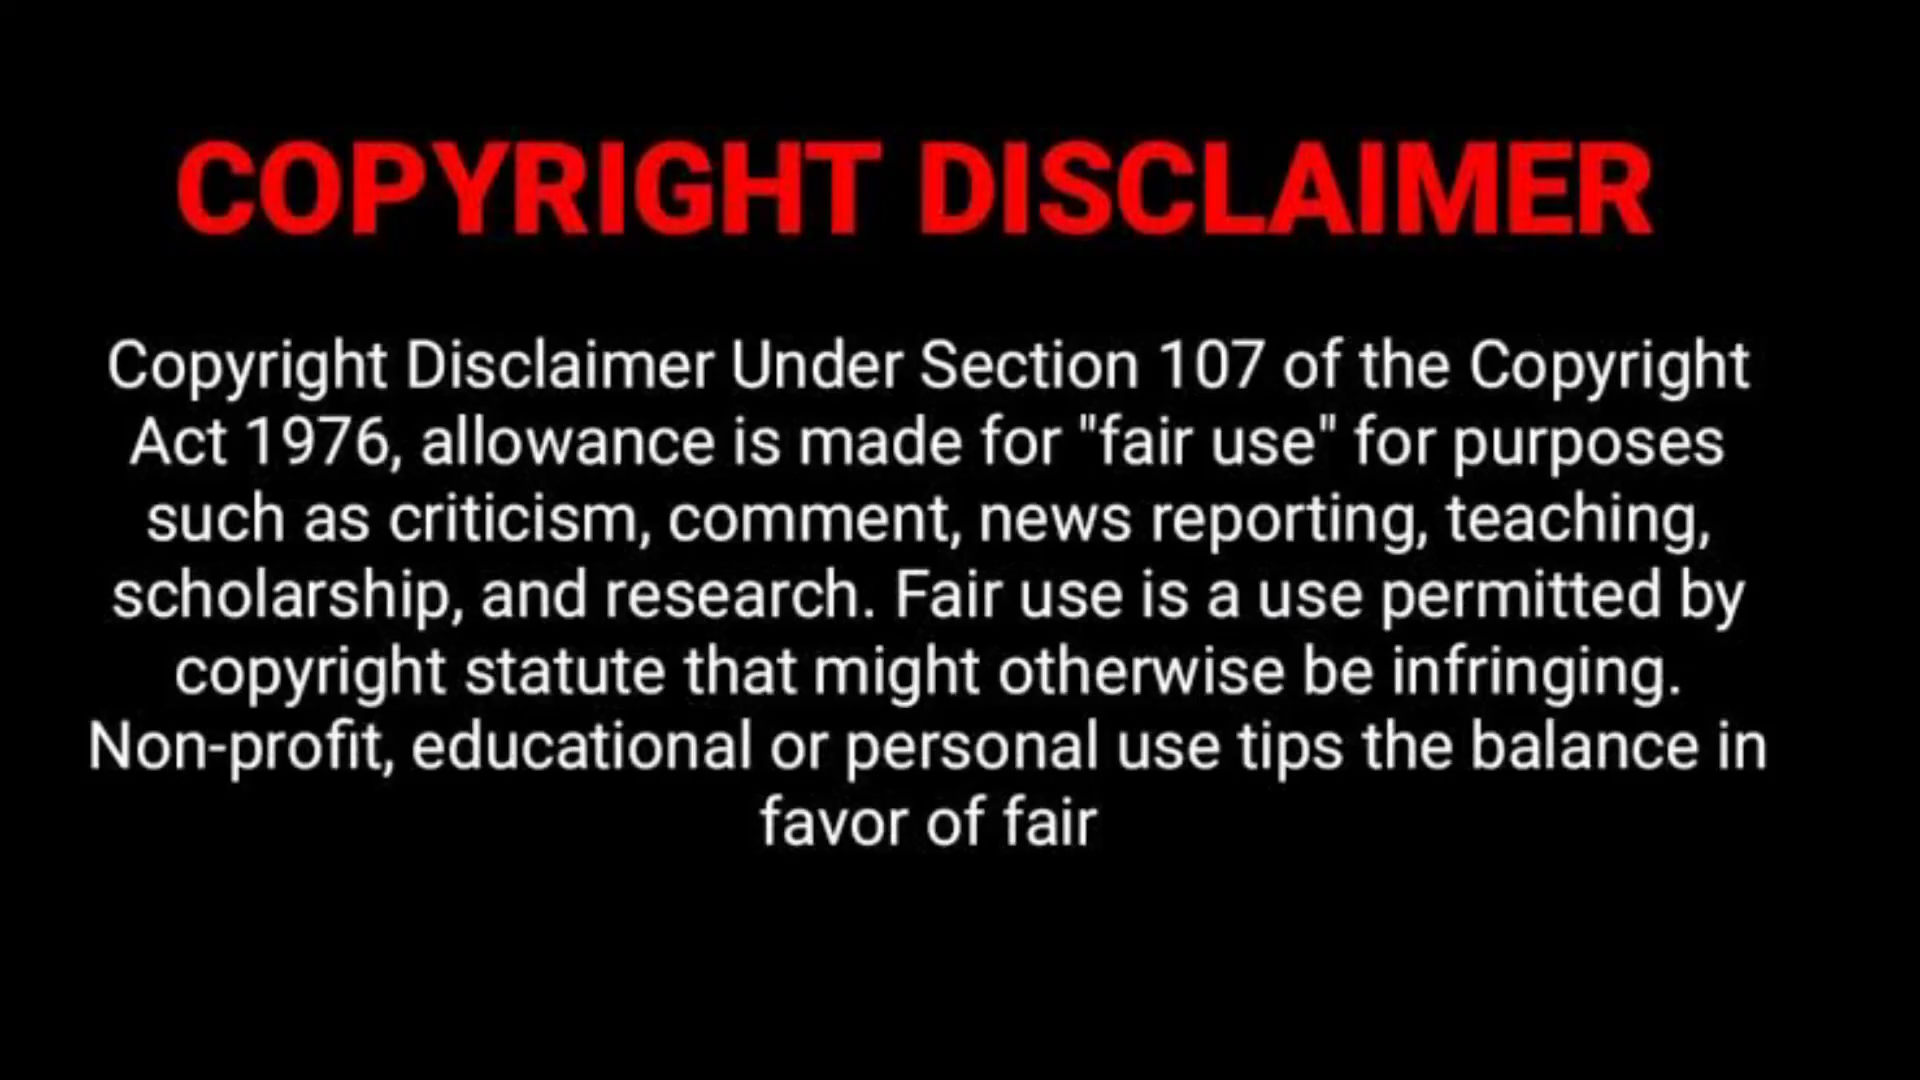 COPYRIGHT DISCLAIMER
Copyright Disclaimer Under Section 107 of the Copyright
Act 1976, allowance is made for "fair use" for purposes
such as criticism, comment, news reporting, teaching,
scholarship, and research. Fair use is a use permitted by
copyright statute that might otherwise be infringing.
Non-profit, educational or personal use tips the balance in
favor of fair